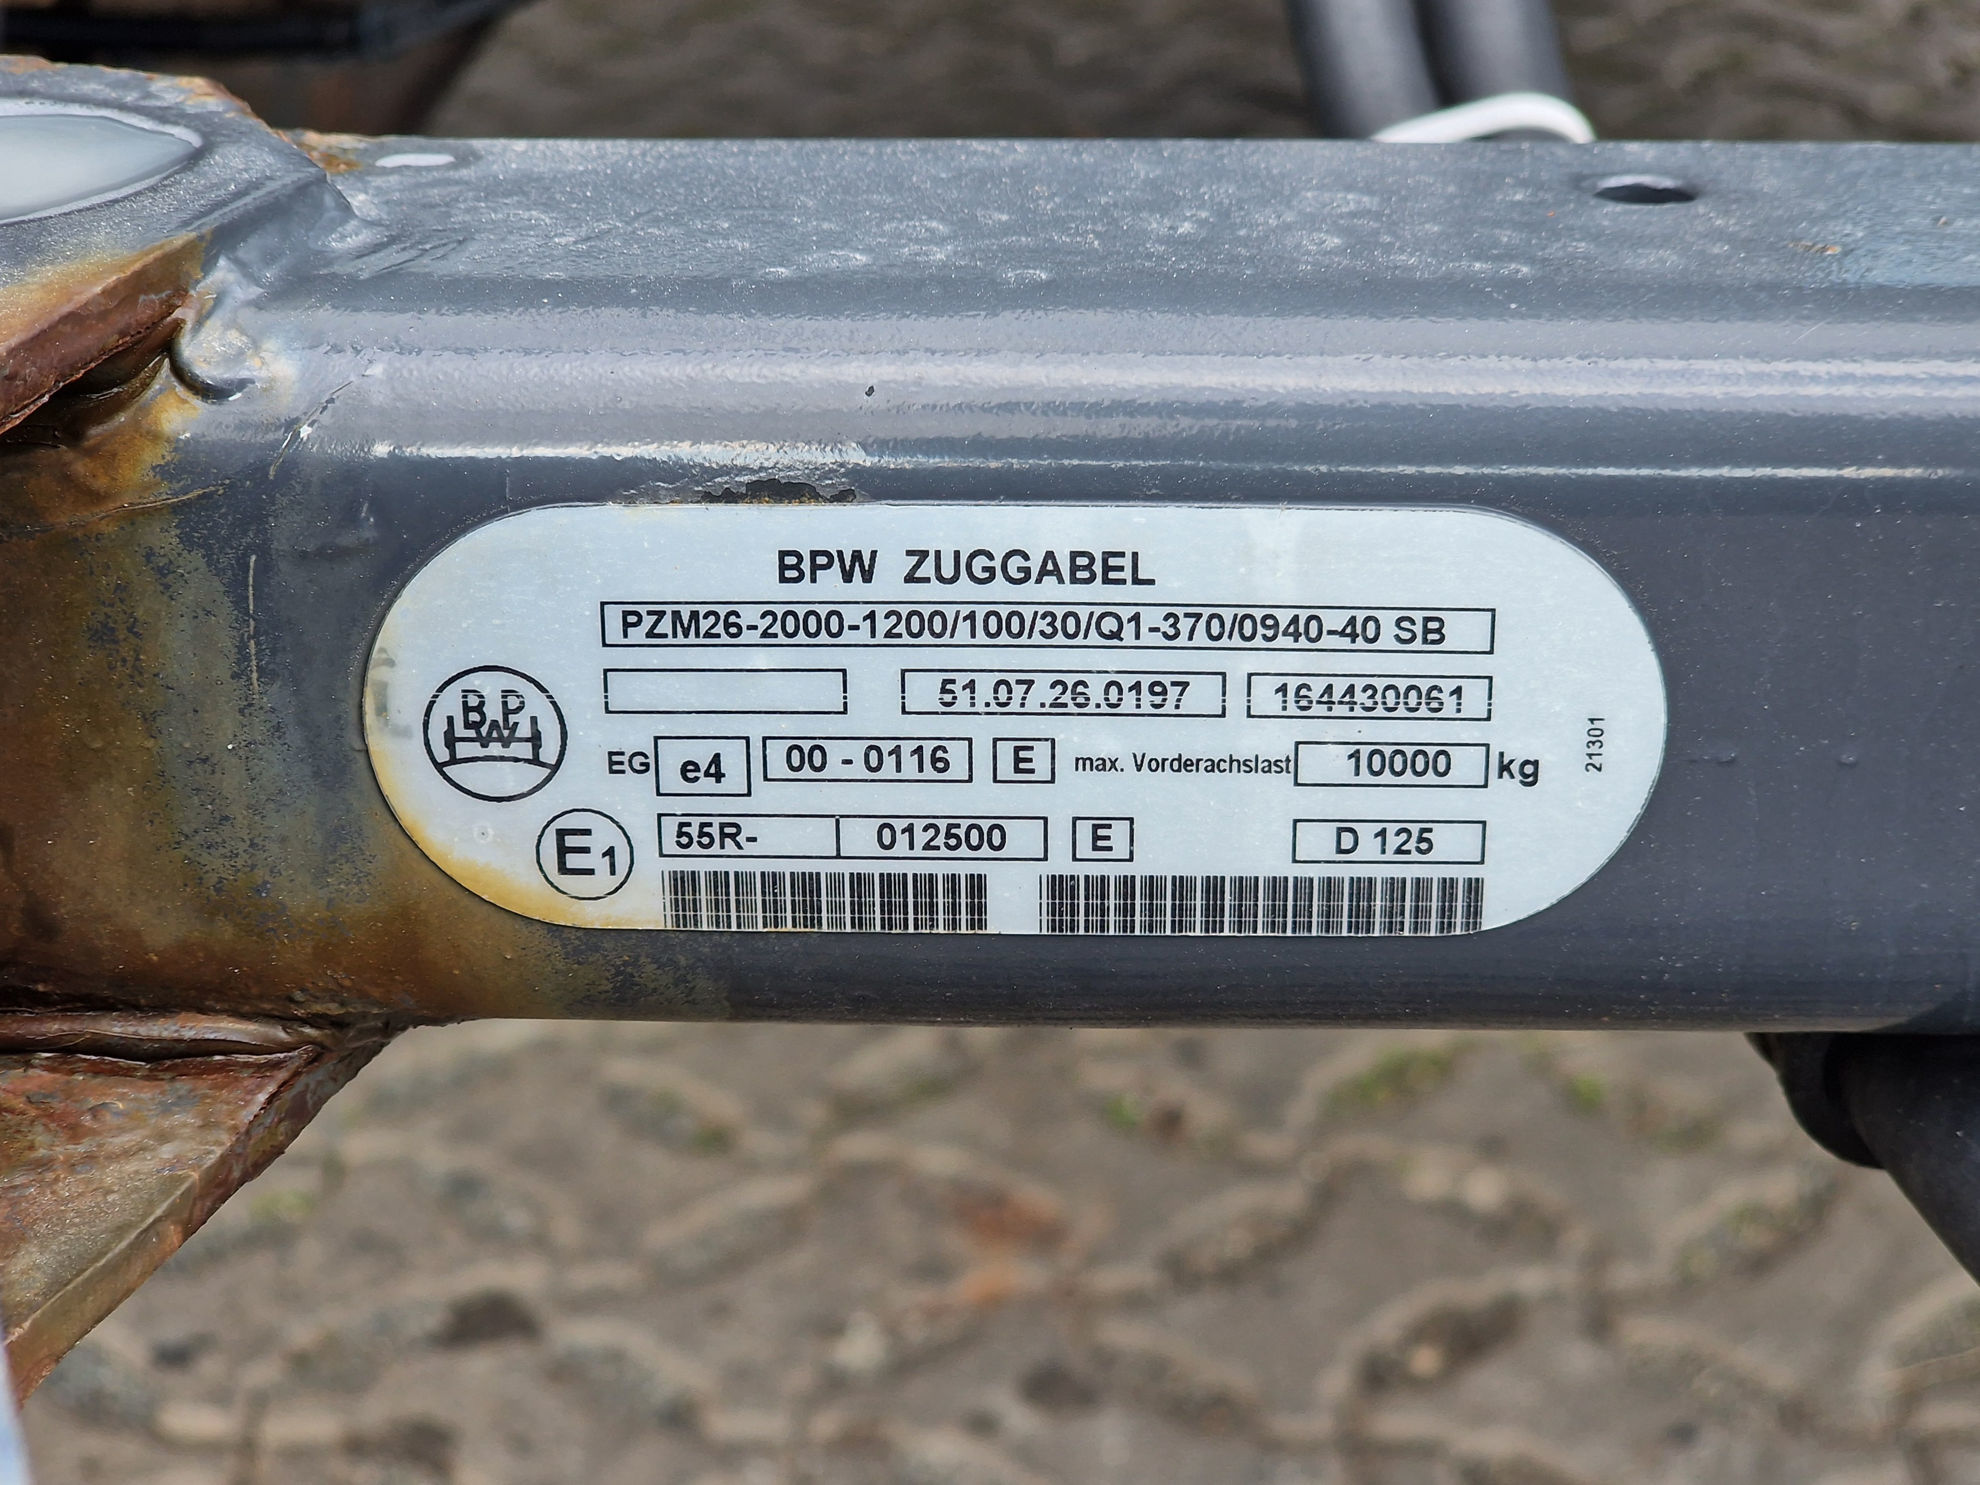 BPW ZUGGABEL
PZM26-2000-1200/100/30/Q1-370/0940-40 SB
51.07.26.0197 164430061
BPW
EG e4 00 - 0116 E max. Vorderachslast 10000 kg
21301
E1 55R- 012500 E D 125